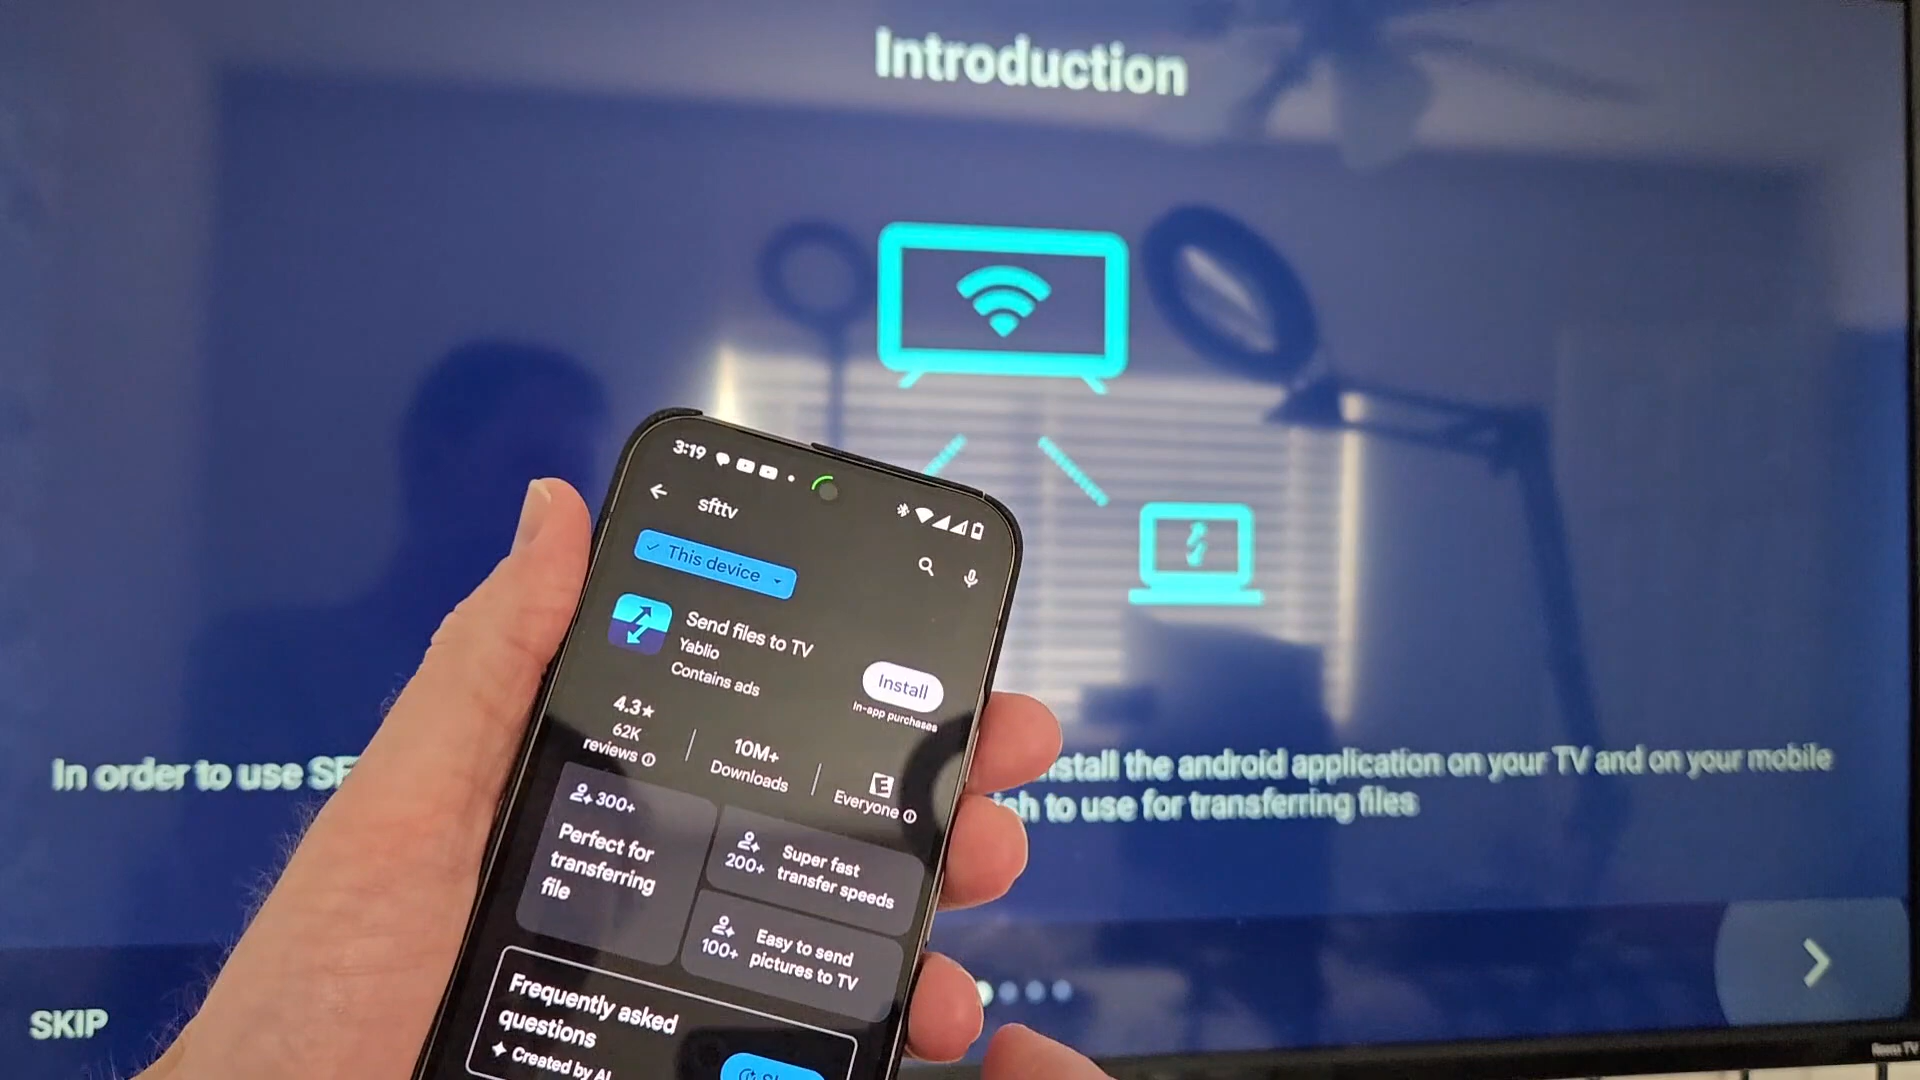 Introduction
3:19
sfttv
This device
Send files to TV
Yablio
Contains ads
Install
In-app purchases
4.3★
62K
reviews
10M+
Downloads
E
Everyone
300+
Perfect for
transferring
file
200+
Super fast
transfer speeds
100+
Easy to send
pictures to TV
Frequently asked
questions
Created by AI
In order to use
install the android application on your TV and on your mobile
to use for transferring files
SKIP
Roku TV